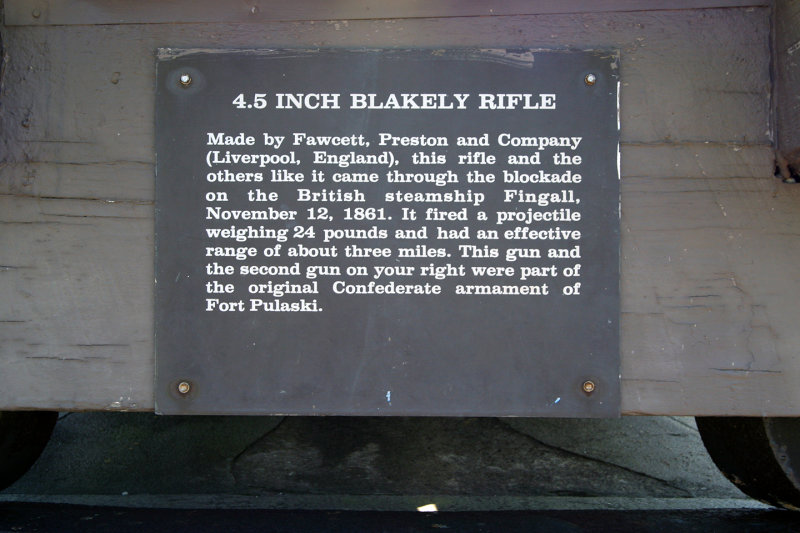 4.5 INCH BLAKELY RIFLE
Made by Fawcett, Preston and Company
(Liverpool, England), this rifle and the
others like it came through the blockade
on the British steamship Fingall,
November 12, 1861. It fired a projectile
weighing 24 pounds and had an effective
range of about three miles. This gun and
the second gun on your right were part of
the original Confederate armament of
Fort Pulaski.